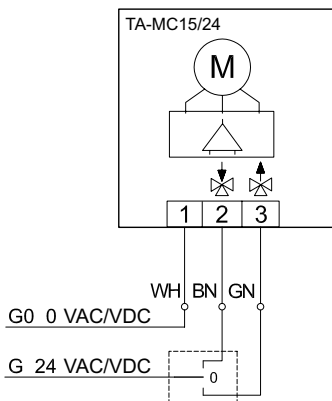 TA-MC15/24
M
1 2 3
WH BN GN
G0 0 VAC/VDC
G 24 VAC/VDC
0